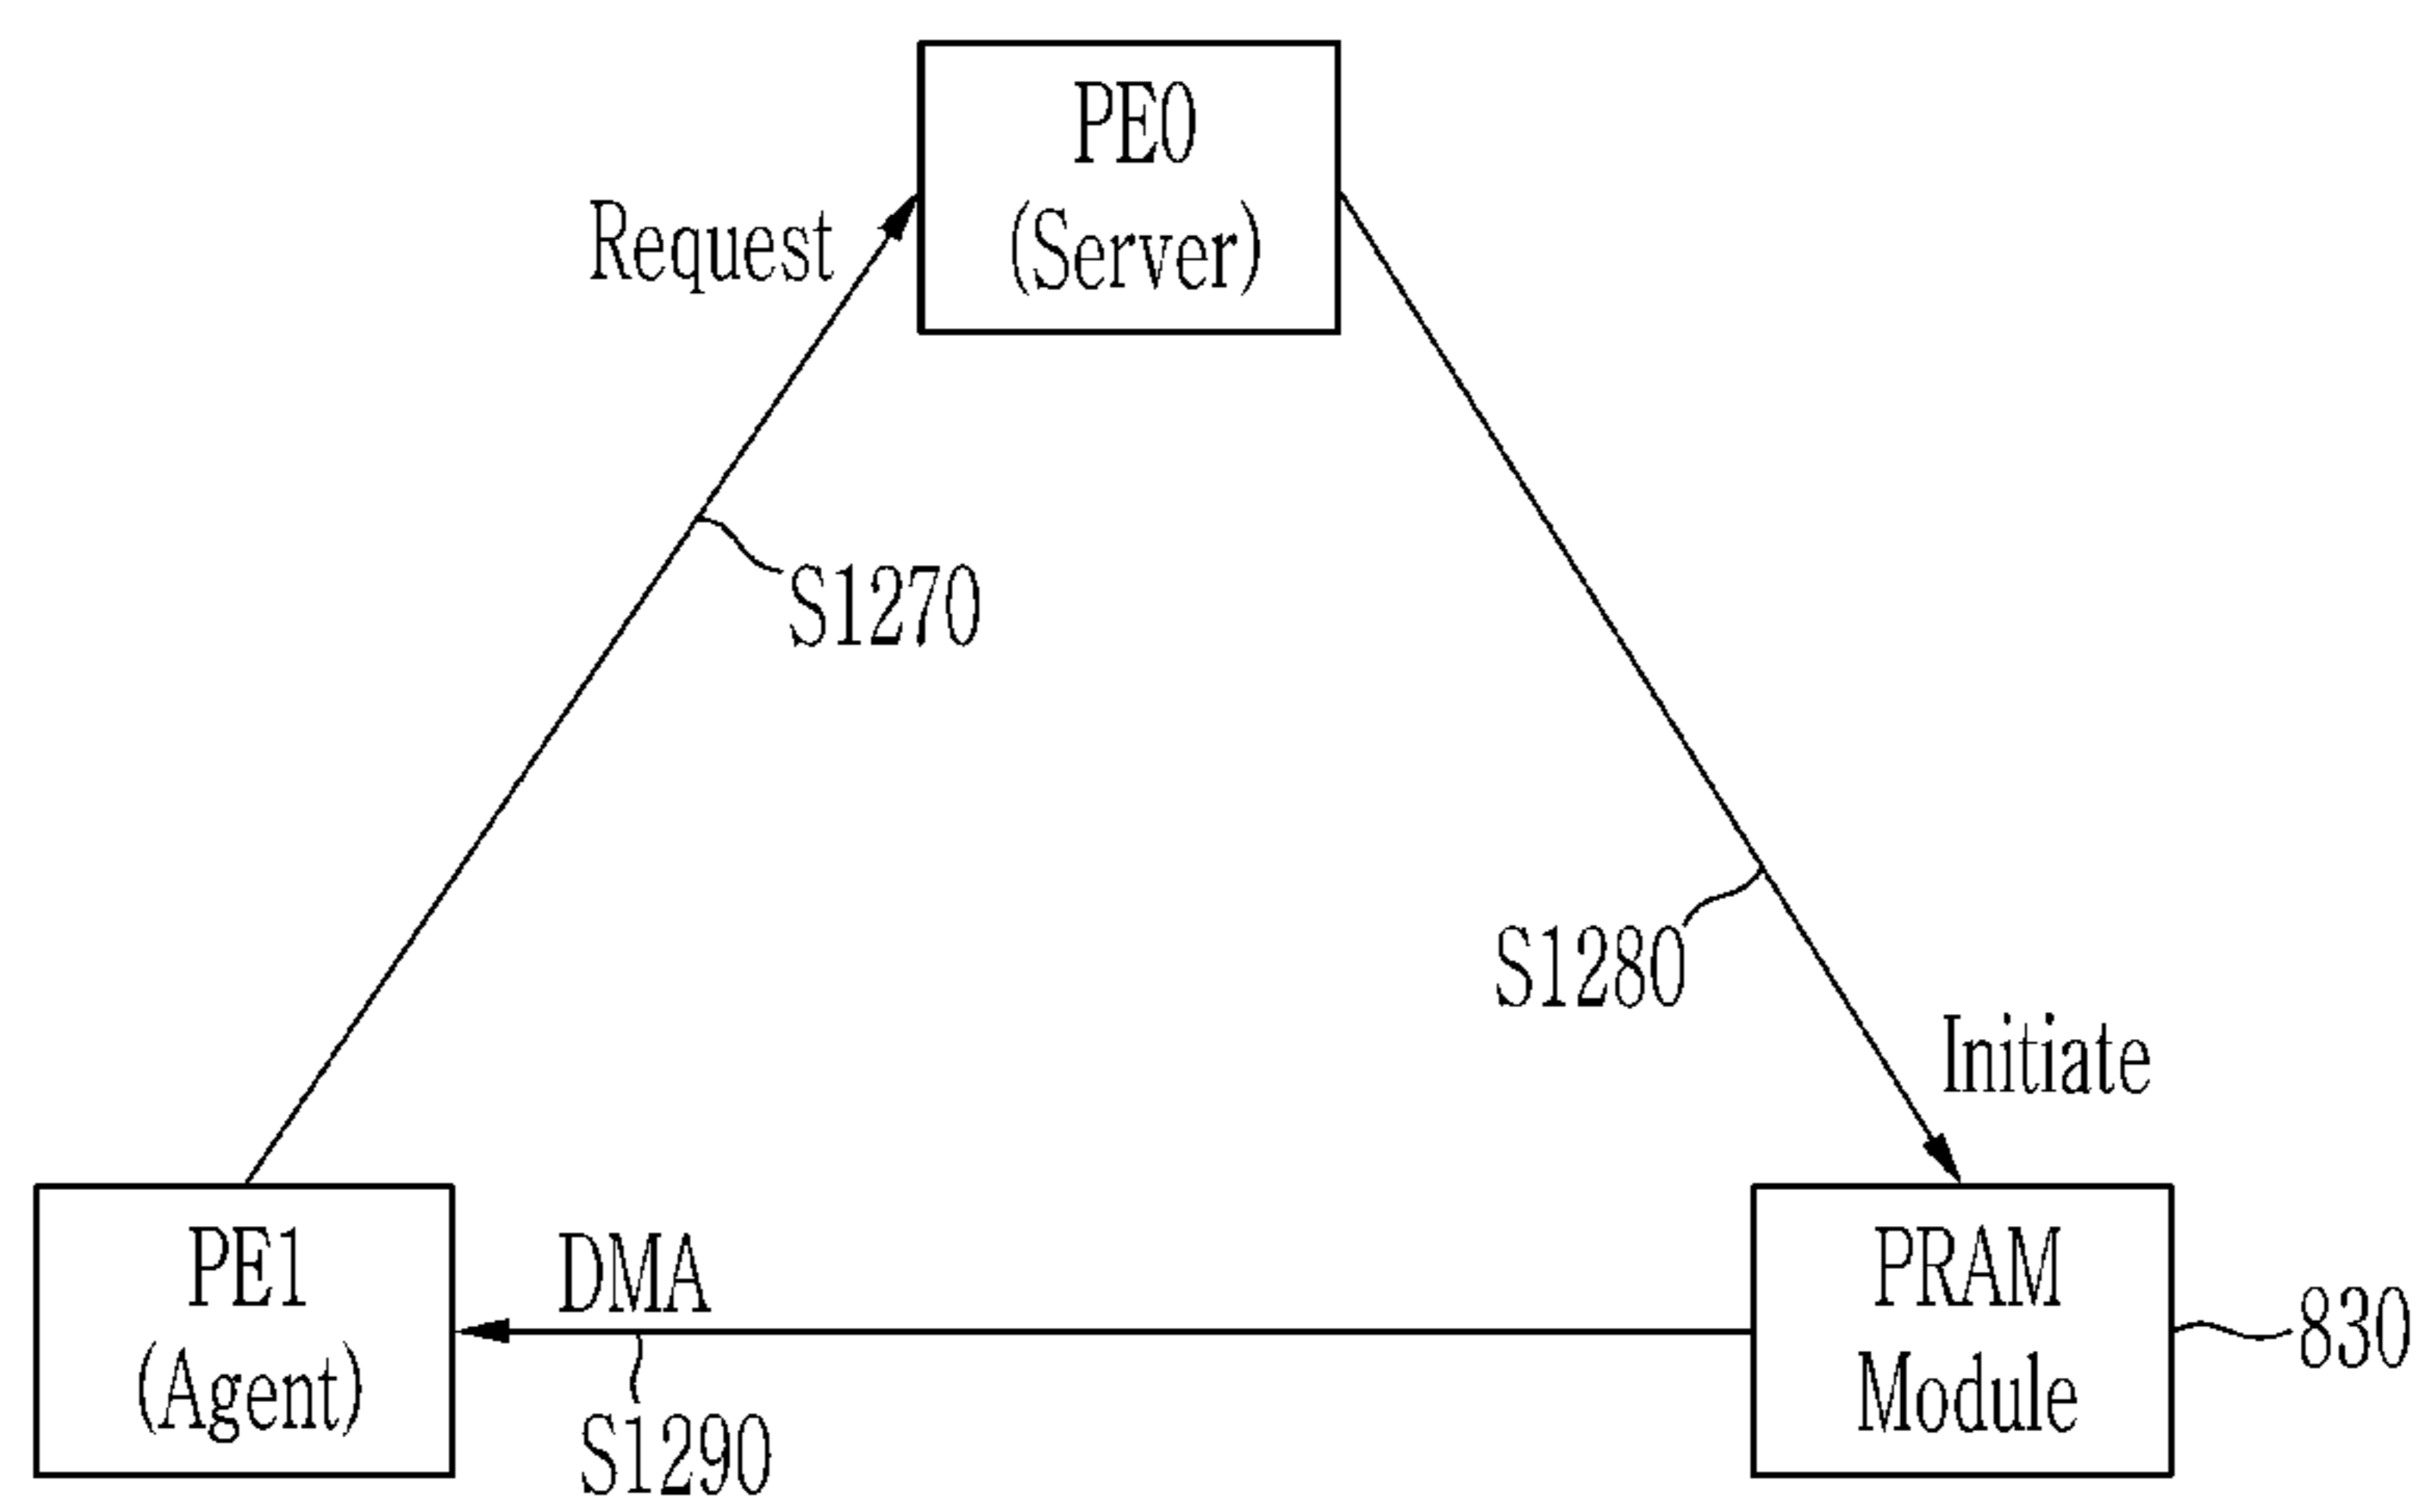 PE0
(Server)
Request
S1270
S1280
Initiate
PE1
(Agent)
DMA
S1290
PRAM
Module
830